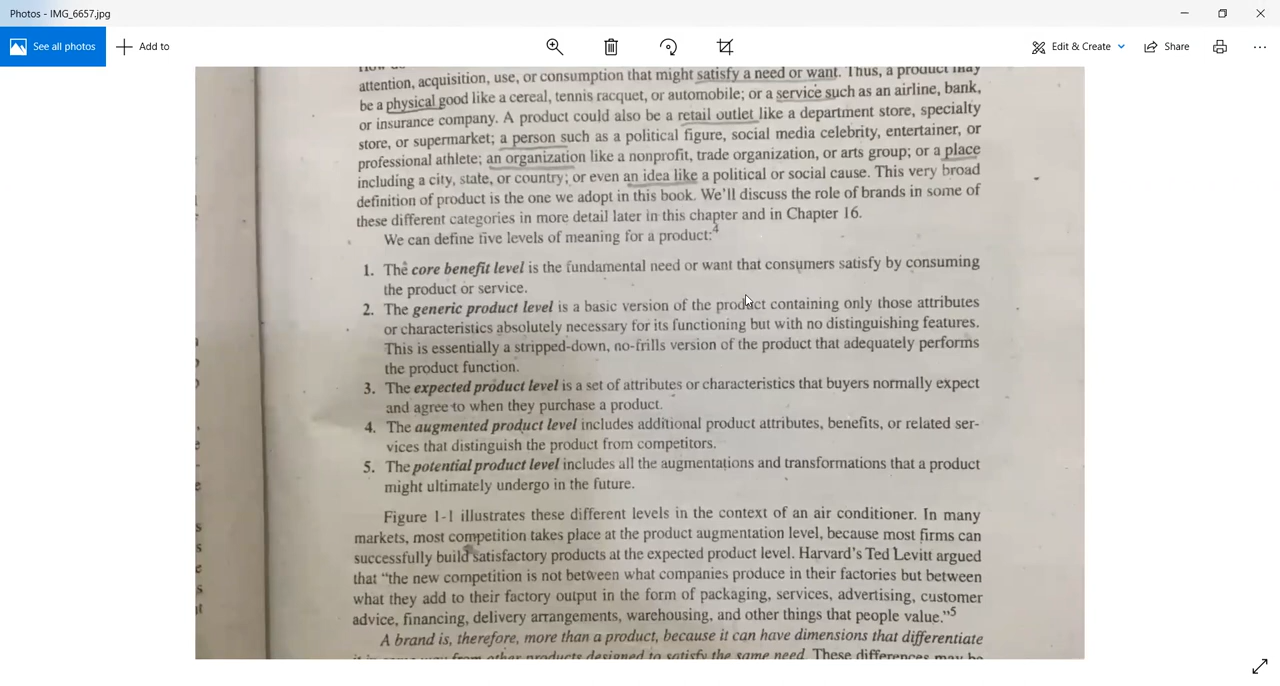 Photos - IMG_6657.jpg
See all photos
Add to
Edit & Create
Share
attention, acquisition, use, or consumption that might satisfy a need or want. Thus, a product may
be a physical good like a cereal, tennis racquet, or automobile; or a service such as an airline, bank,
or insurance company. A product could also be a retail outlet like a department store, specialty
store, or supermarket; a person such as a political figure, social media celebrity, entertainer, or
professional athlete; an organization like a nonprofit, trade organization, or arts group; or a place
including a city, state, or country; or even an idea like a political or social cause. This very broad
definition of product is the one we adopt in this book. We'll discuss the role of brands in some of
these different categories in more detail later in this chapter and in Chapter 16.
We can define five levels of meaning for a product:4
1. The core benefit level is the fundamental need or want that consumers satisfy by consuming
the product or service.
2. The generic product level is a basic version of the product containing only those attributes
or characteristics absolutely necessary for its functioning but with no distinguishing features.
This is essentially a stripped-down, no-frills version of the product that adequately performs
the product function.
3. The expected product level is a set of attributes or characteristics that buyers normally expect
and agree to when they purchase a product.
4. The augmented product level includes additional product attributes, benefits, or related ser-
vices that distinguish the product from competitors.
5. The potential product level includes all the augmentations and transformations that a product
might ultimately undergo in the future.
Figure 1-1 illustrates these different levels in the context of an air conditioner. In many
markets, most competition takes place at the product augmentation level, because most firms can
successfully build satisfactory products at the expected product level. Harvard's Ted Levitt argued
that "the new competition is not between what companies produce in their factories but between
what they add to their factory output in the form of packaging, services, advertising, customer
advice, financing, delivery arrangements, warehousing, and other things that people value."5
A brand is, therefore, more than a product, because it can have dimensions that differentiate
from other products designed to satisfy the same need. These differences may be